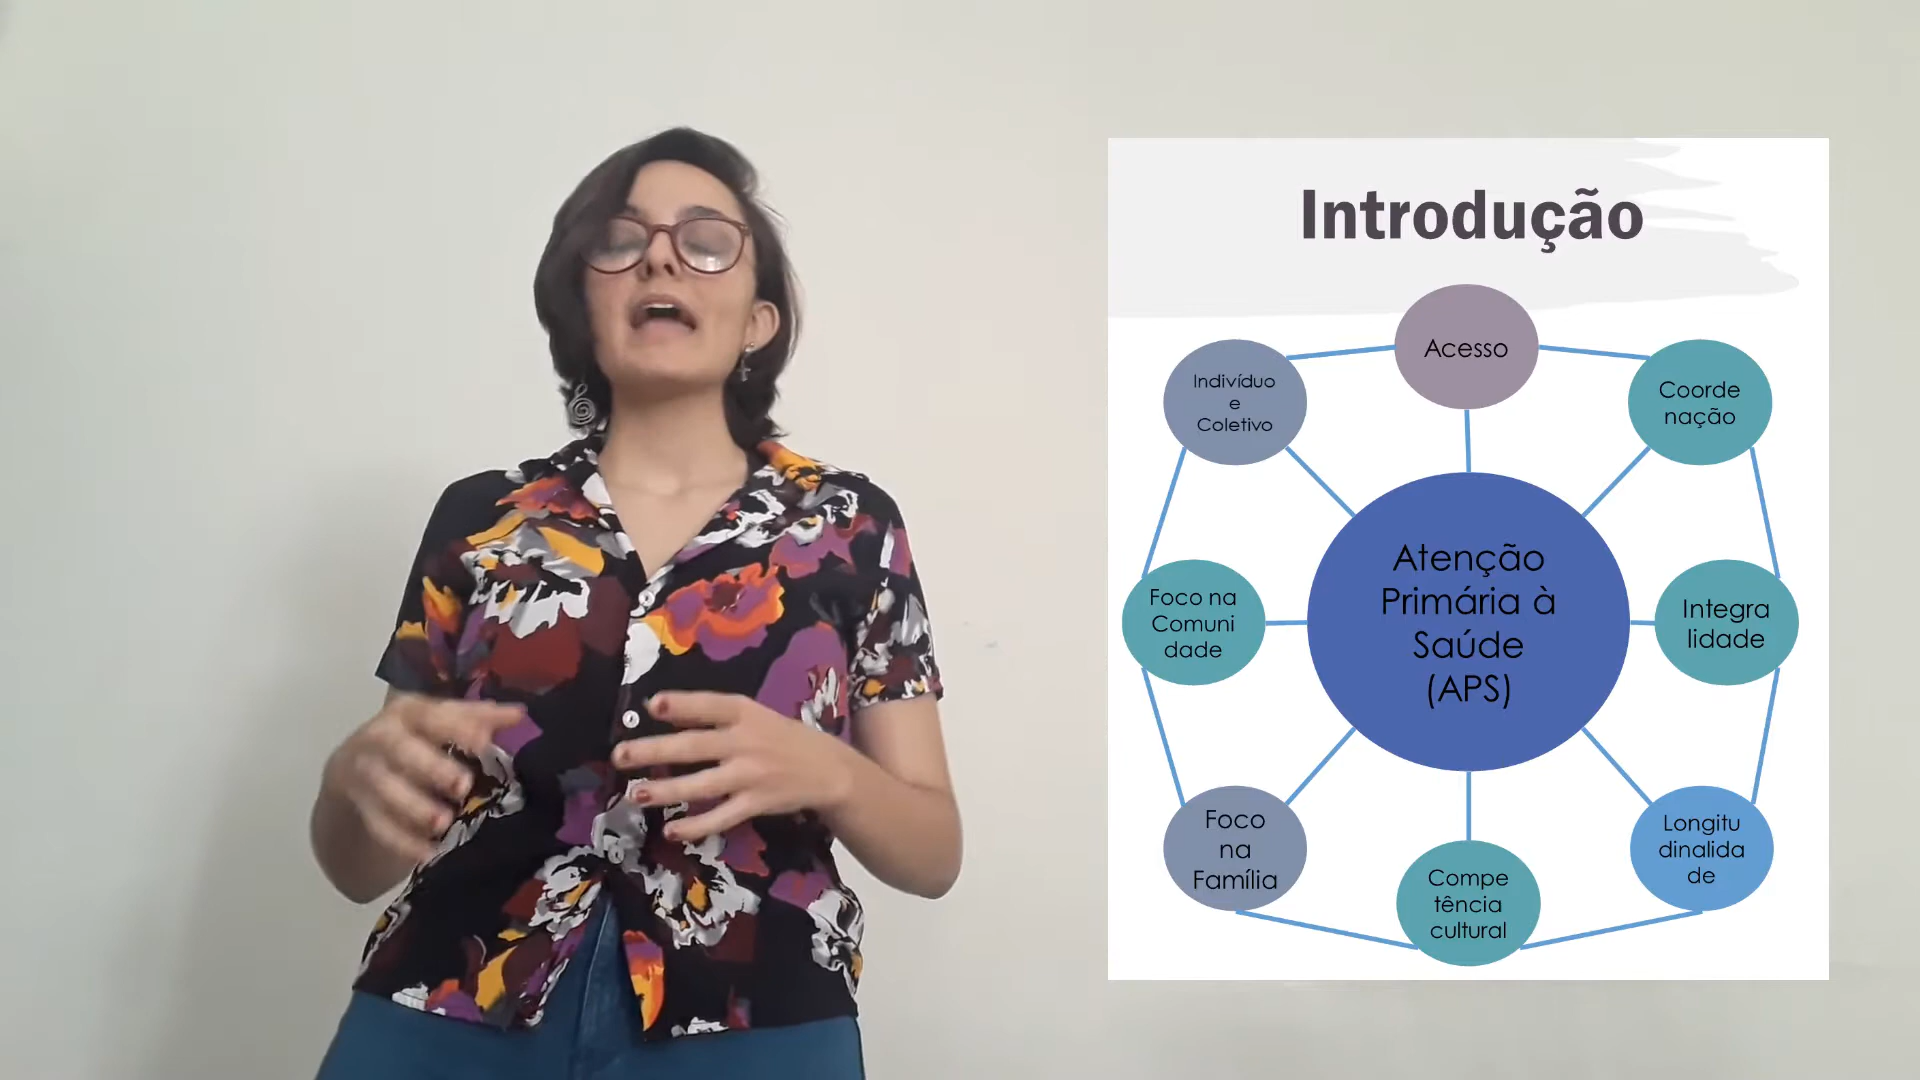 Introdução
Acesso
Indivíduo
e
Coletivo
Coorde
nação
Foco na
Comuni
dade
Atenção
Primária à
Saúde
(APS)
Integra
lidade
Foco
na
Família
Compe
tência
cultural
Longitu
dinalida
de